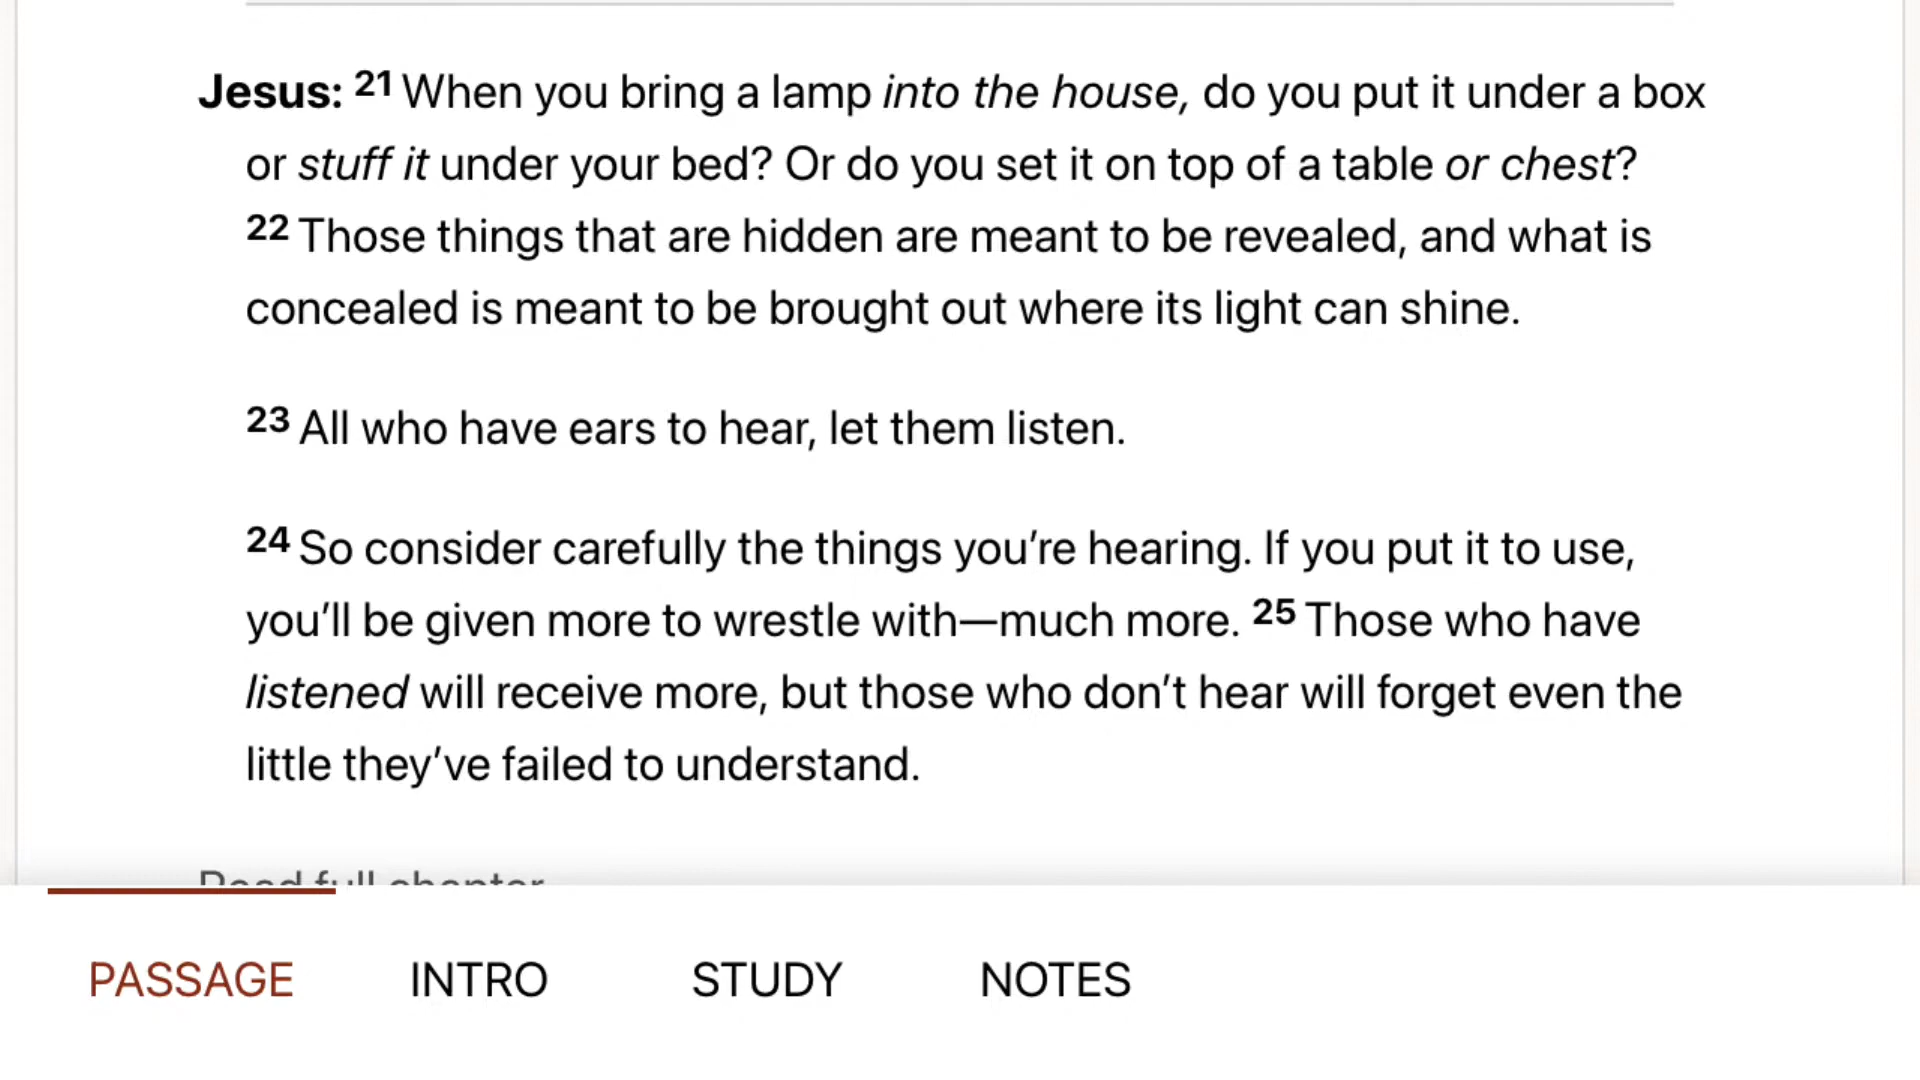 Jesus: 21 When you bring a lamp into the house, do you put it under a box
or stuff it under your bed? Or do you set it on top of a table or chest?
22 Those things that are hidden are meant to be revealed, and what is
concealed is meant to be brought out where its light can shine.
23 All who have ears to hear, let them listen.
24 So consider carefully the things you’re hearing. If you put it to use,
you’ll be given more to wrestle with—much more. 25 Those who have
listened will receive more, but those who don’t hear will forget even the
little they’ve failed to understand.
Read full chapter
PASSAGE INTRO STUDY NOTES